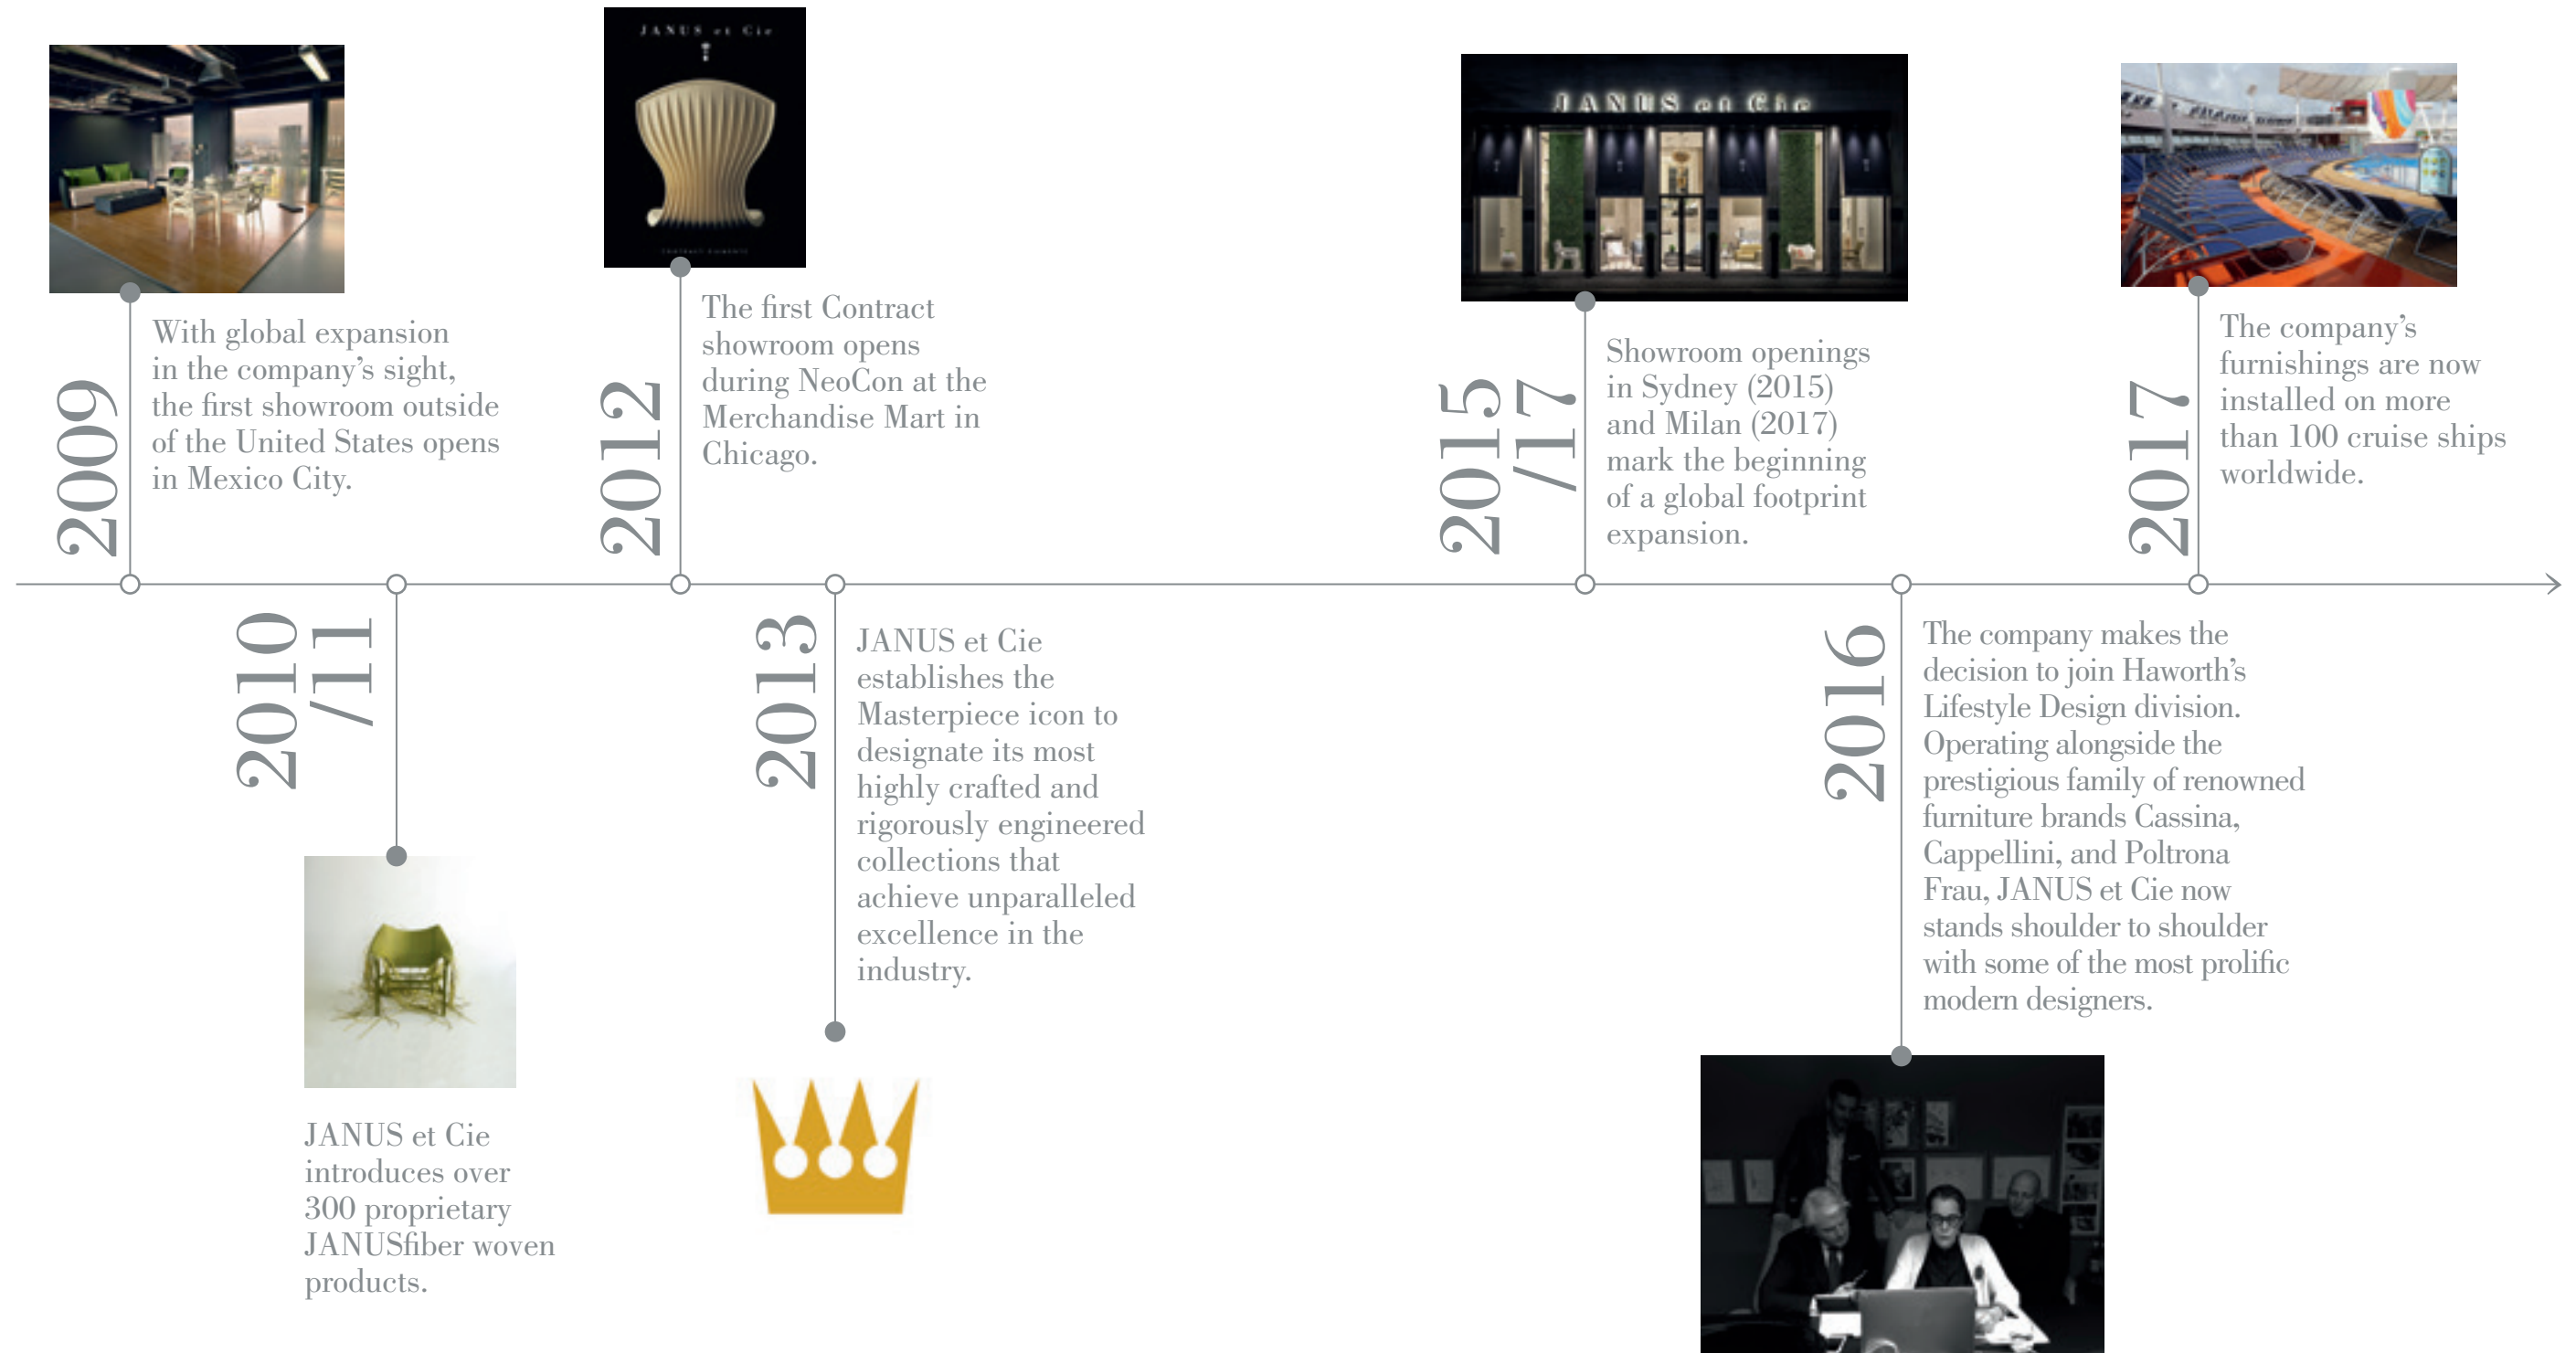 JANUS et Cie
JANUS et Cie
2009
With global expansion
in the company's sight,
the first showroom outside
of the United States opens
in Mexico City.
2012
The first Contract
showroom opens
during NeoCon at the
Merchandise Mart in
Chicago.
2015
/17
Showroom openings
in Sydney (2015)
and Milan (2017)
mark the beginning
of a global footprint
expansion.
2017
The company's
furnishings are now
installed on more
than 100 cruise ships
worldwide.
2010
/11
JANUS et Cie
introduces over
300 proprietary
JANUSfiber woven
products.
2013
JANUS et Cie
establishes the
Masterpiece icon to
designate its most
highly crafted and
rigorously engineered
collections that
achieve unparalleled
excellence in the
industry.
2016
The company makes the
decision to join Haworth's
Lifestyle Design division.
Operating alongside the
prestigious family of renowned
furniture brands Cassina,
Cappellini, and Poltrona
Frau, JANUS et Cie now
stands shoulder to shoulder
with some of the most prolific
modern designers.